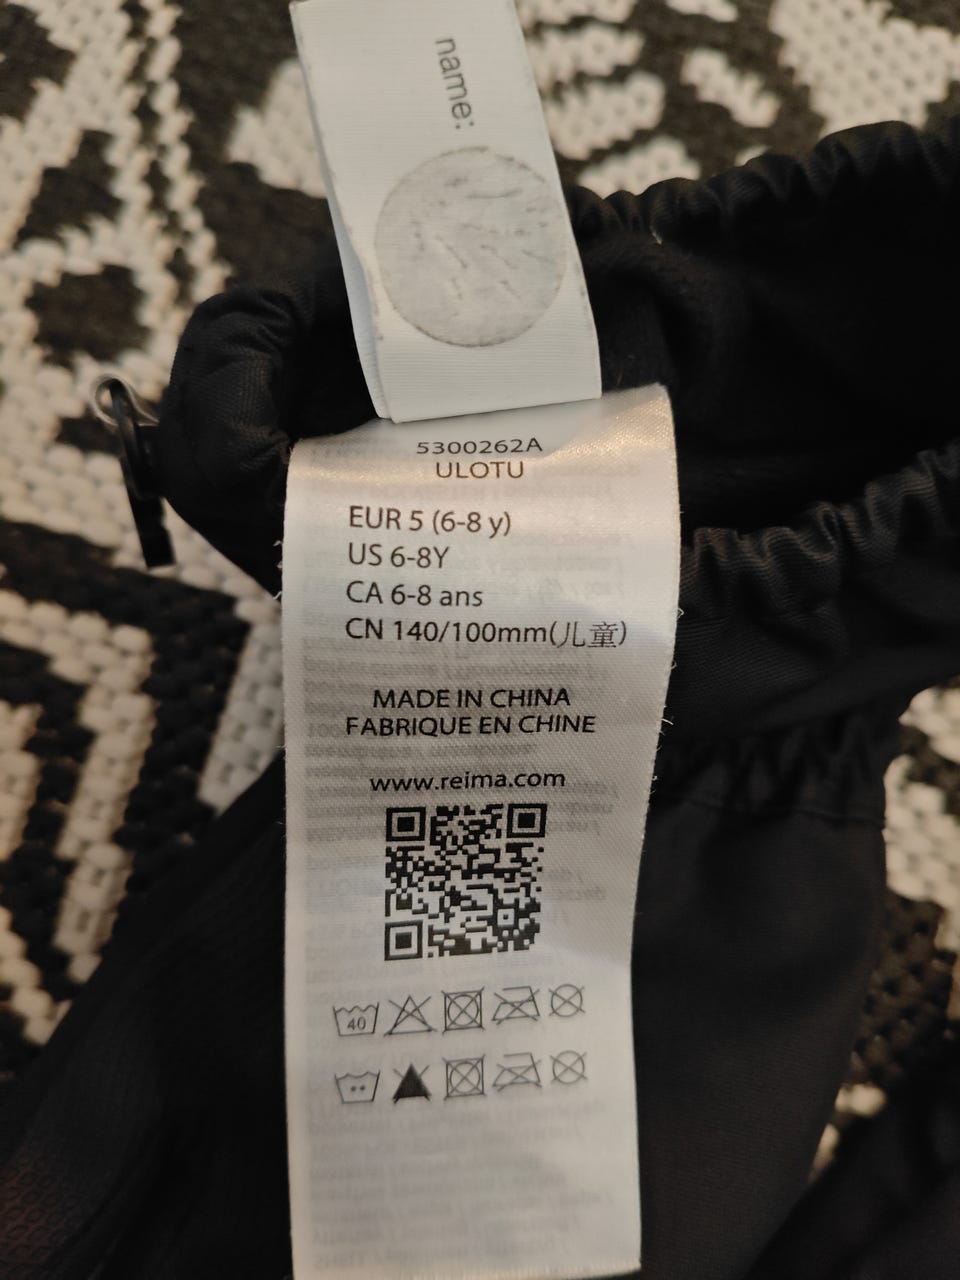 name:
5300262A
ULOTU
EUR 5 (6-8 y)
US 6-8Y
CA 6-8 ans
CN 140/100mm(儿童)
MADE IN CHINA
FABRIQUE EN CHINE
www.reima.com
40